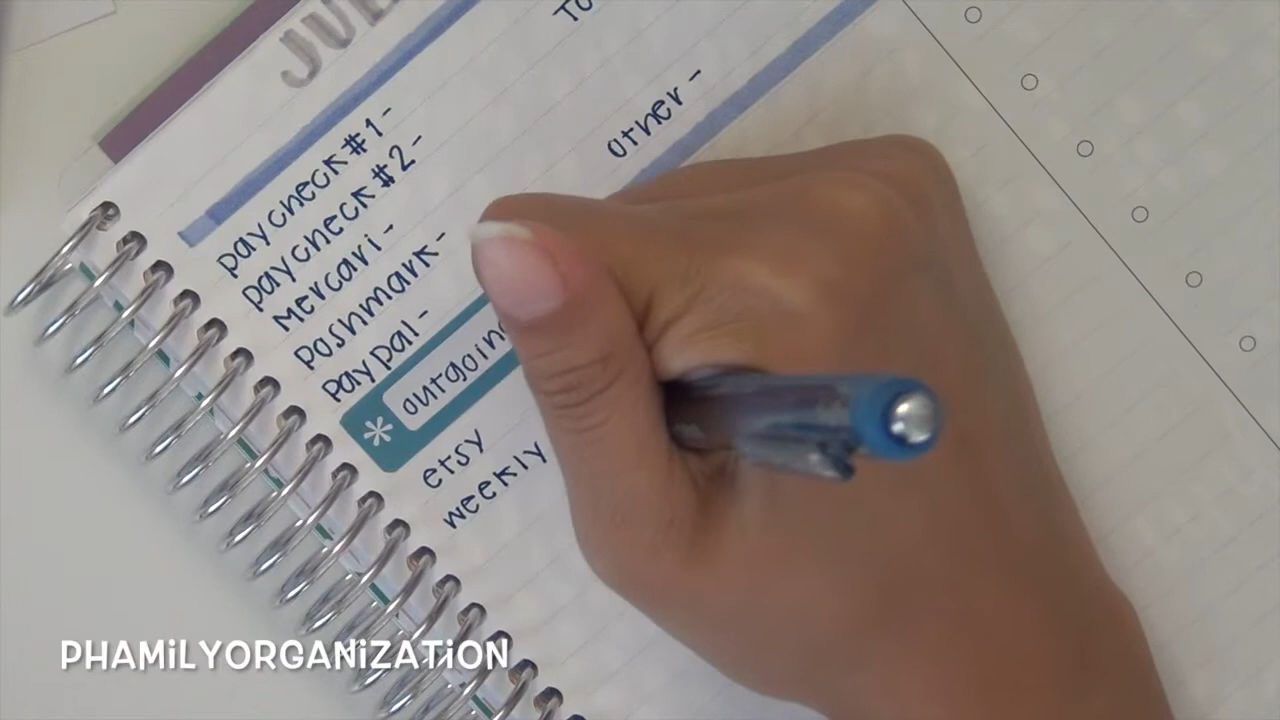 paycheck #1 -
paycheck #2 -
Mercari -
poshmark -
paypal -
other -
* outgoing
etsy
weekly
PHAMiLYORGANiZATiON